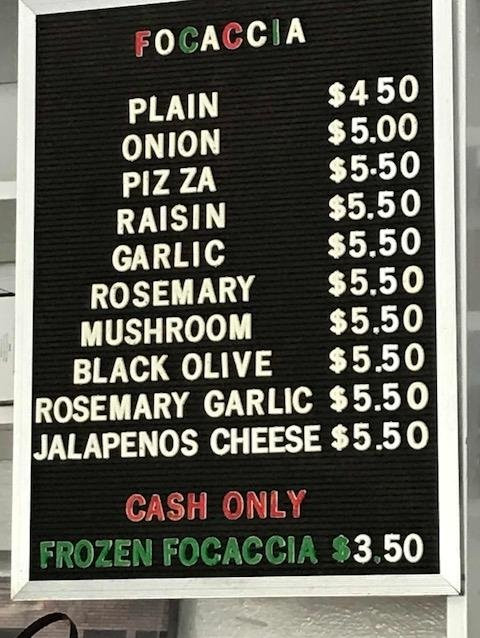 FOCACCIA
PLAIN $4 50
ONION $5.00
PIZZA $5.50
RAISIN $5.50
GARLIC $5.50
ROSEMARY $5.50
MUSHROOM $5.50
BLACK OLIVE $5.50
ROSEMARY GARLIC $5.50
JALAPENOS CHEESE $5.50
CASH ONLY
FROZEN FOCACCIA $3.50